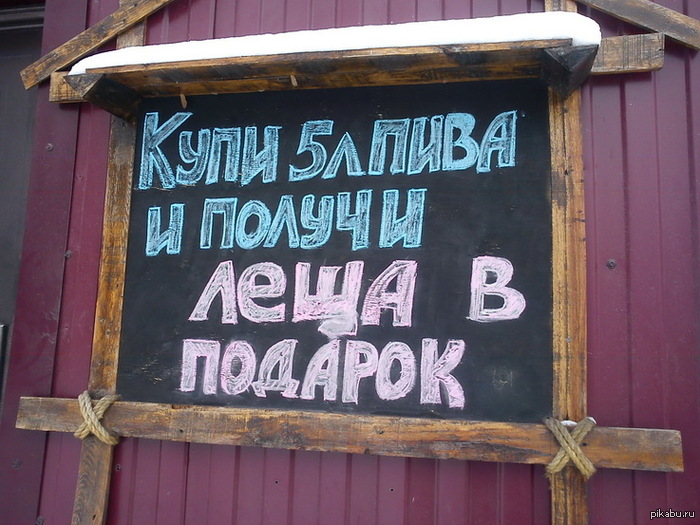 Купи 5л пива
и получи
леща в
подарок
pikabu.ru